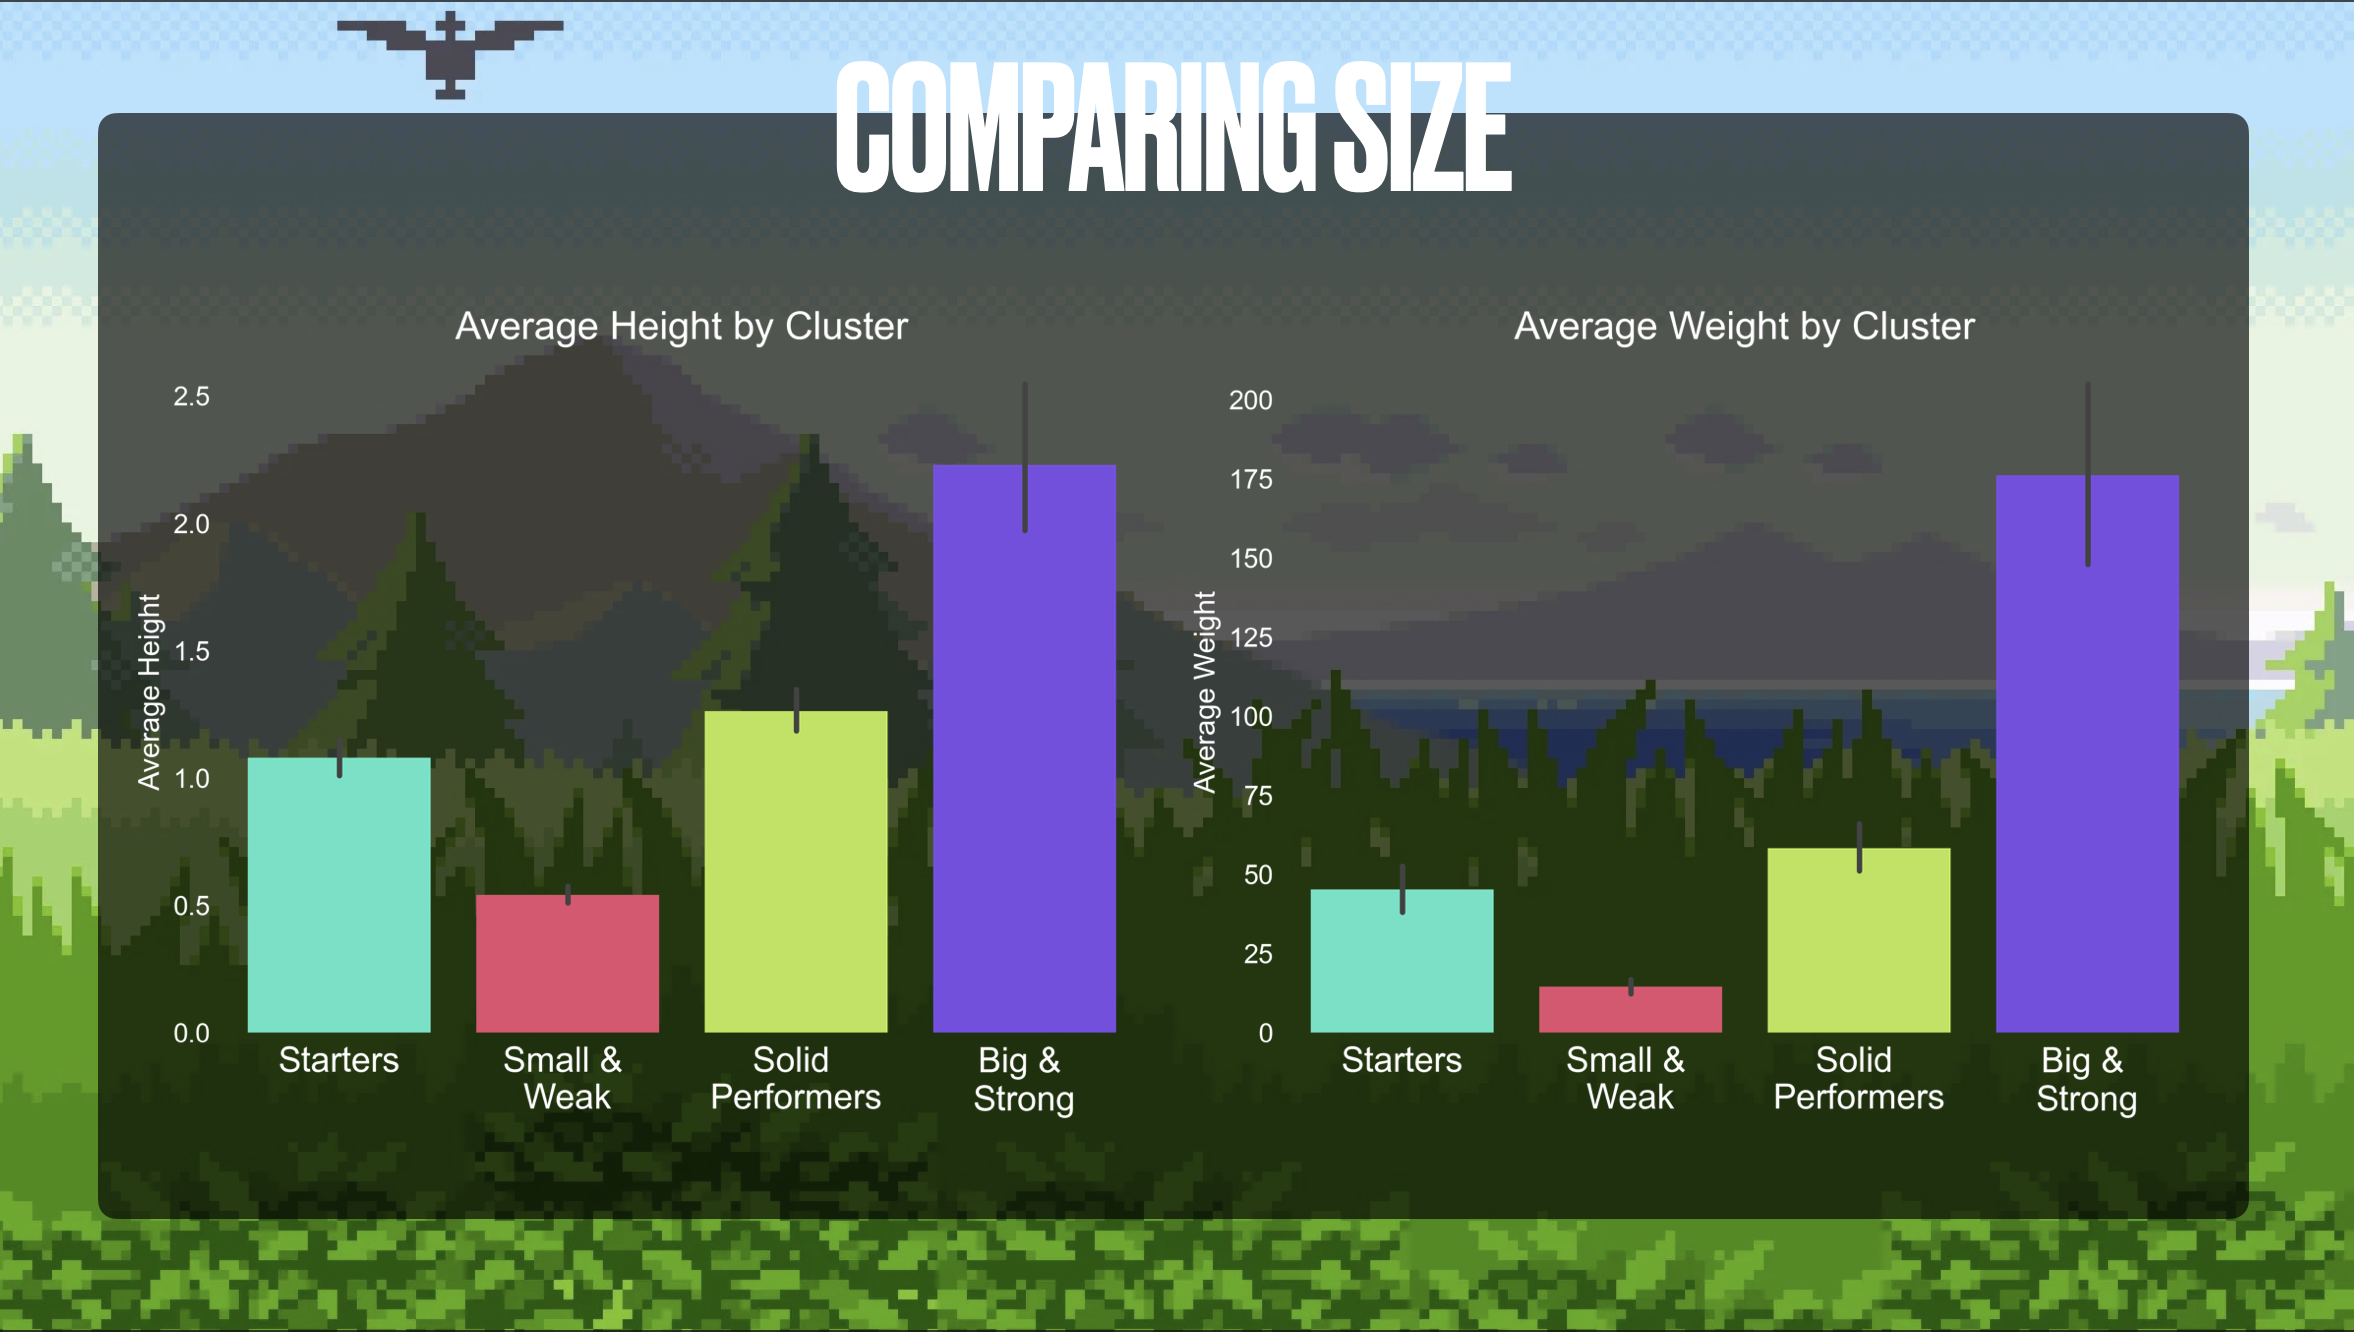 COMPARING SIZE
Average Height by Cluster
2.5
2.0
1.5
1.0
0.5
0.0
Average Height
Starters
Small &
Weak
Solid
Performers
Big &
Strong
Average Weight by Cluster
200
175
150
125
100
75
50
25
0
Average Weight
Starters
Small &
Weak
Solid
Performers
Big &
Strong